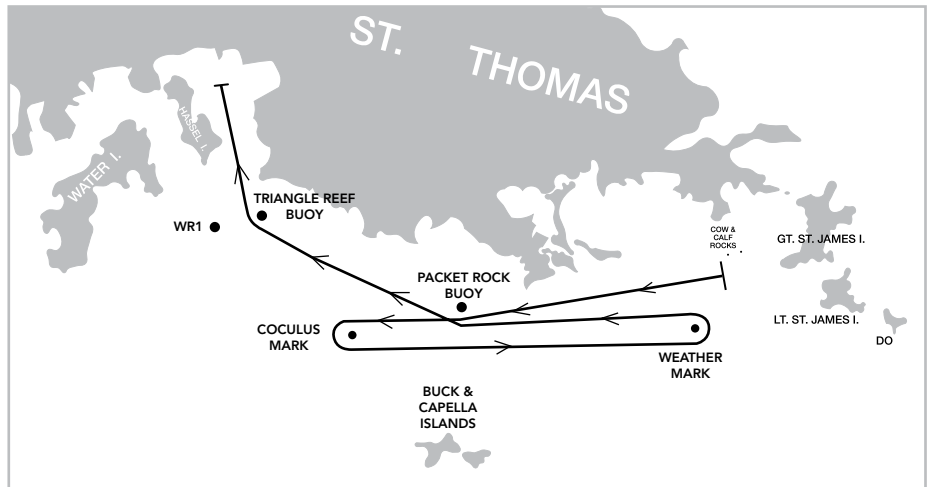 ST. THOMAS
HASSEL I.
WATER I.
TRIANGLE REEF
BUOY
WR1
COW &
CALF
ROCKS
GT. ST. JAMES I.
PACKET ROCK
BUOY
LT. ST. JAMES I.
COCULUS
MARK
DO
WEATHER
MARK
BUCK &
CAPELLA
ISLANDS